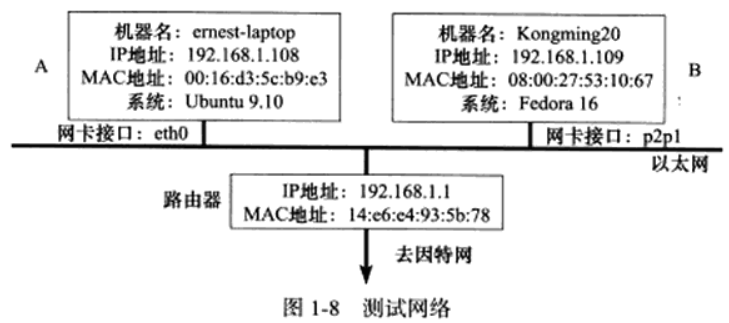 A
机器名：ernest-laptop
IP地址：192.168.1.108
MAC地址：00:16:d3:5c:b9:e3
系统：Ubuntu 9.10
网卡接口：eth0
机器名：Kongming20
IP地址：192.168.1.109
MAC地址：08:00:27:53:10:67
系统：Fedora 16
B
网卡接口：p2p1
以太网
路由器
IP地址：192.168.1.1
MAC地址：14:e6:e4:93:5b:78
去因特网
图 1-8 测试网络